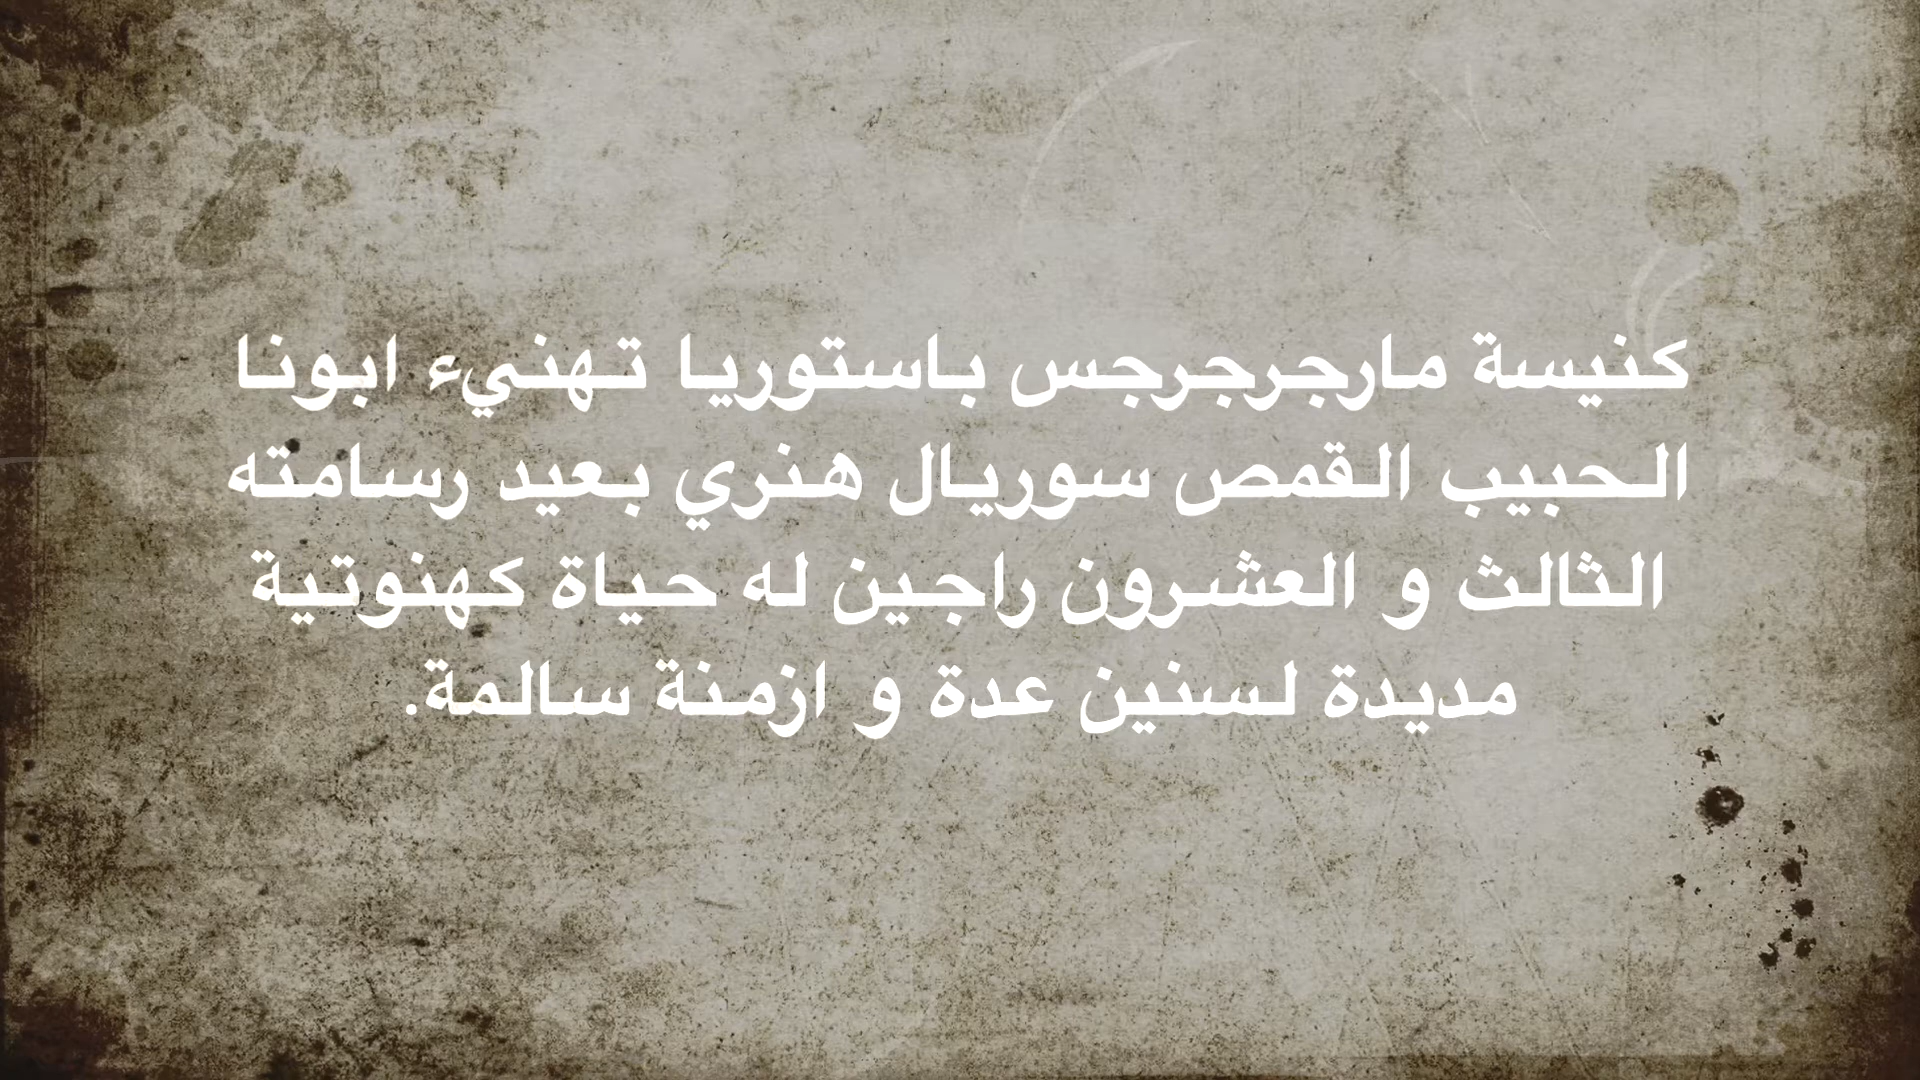 كنيسة مارجرجرجس باستوريا تهنيء ابونا
الحبيب القمص سوريال هنري بعيد رسامته
الثالث و العشرون راجين له حياة كهنوتية
مديدة لسنين عدة و ازمنة سالمة.